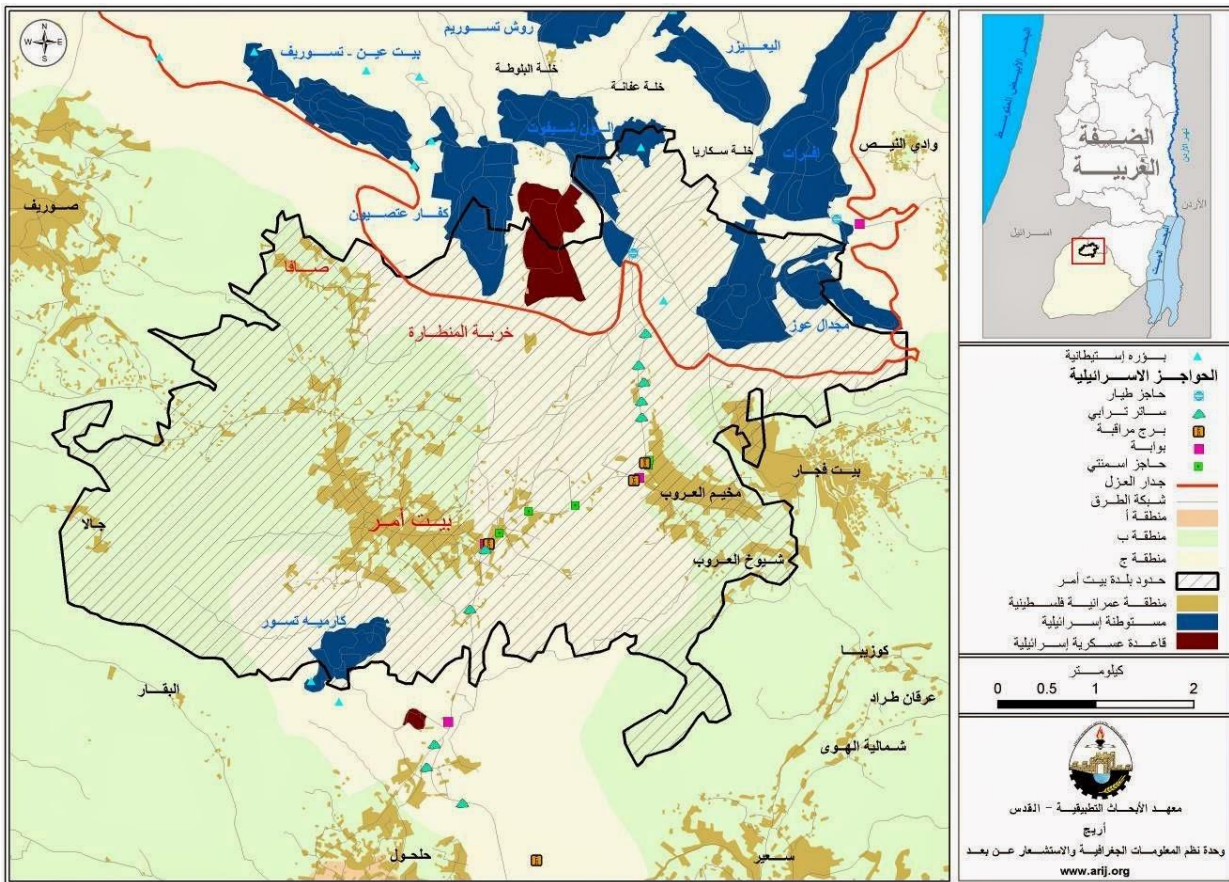 N
W E
S
روش تسوريم
بيت عين - تسوريف
اليعيزر
خلة البلوطة
خلة عفانة
الون شيفوت
خلة سكاريا
إفرات
وادي النيص
صوريف
كفار عتصيون
صافا
خربة المنطارة
مجدال عوز
بيت فجار
مخيم العروب
بيت أمر
جالا
شيوخ العروب
كارميه تسور
كوزيبا
البقار
عرقان طراد
شمالية الهوى
حلحول
سعير
البحر الأبيض المتوسط
الضفة
الغربية
نهر الأردن
الأردن
اسرائيل
البحر الميت
بؤره إستيطانية
الحواجز الاسرائيلية
حاجز طيار
ساتر ترابي
برج مراقبة
بوابة
حاجز اسمنتي
جدار العزل
شبكة الطرق
منطقة أ
منطقة ب
منطقة ج
حدود بلدة بيت أمر
منطقة عمرانية فلسطينية
مستوطنة إسرائيلية
قاعدة عسكرية إسرائيلية
كيلومتر
0 0.5 1 2
معهد الأبحاث التطبيقية - القدس
أريج
وحدة نظم المعلومات الجغرافية والاستشعار عن بعد
www.arij.org